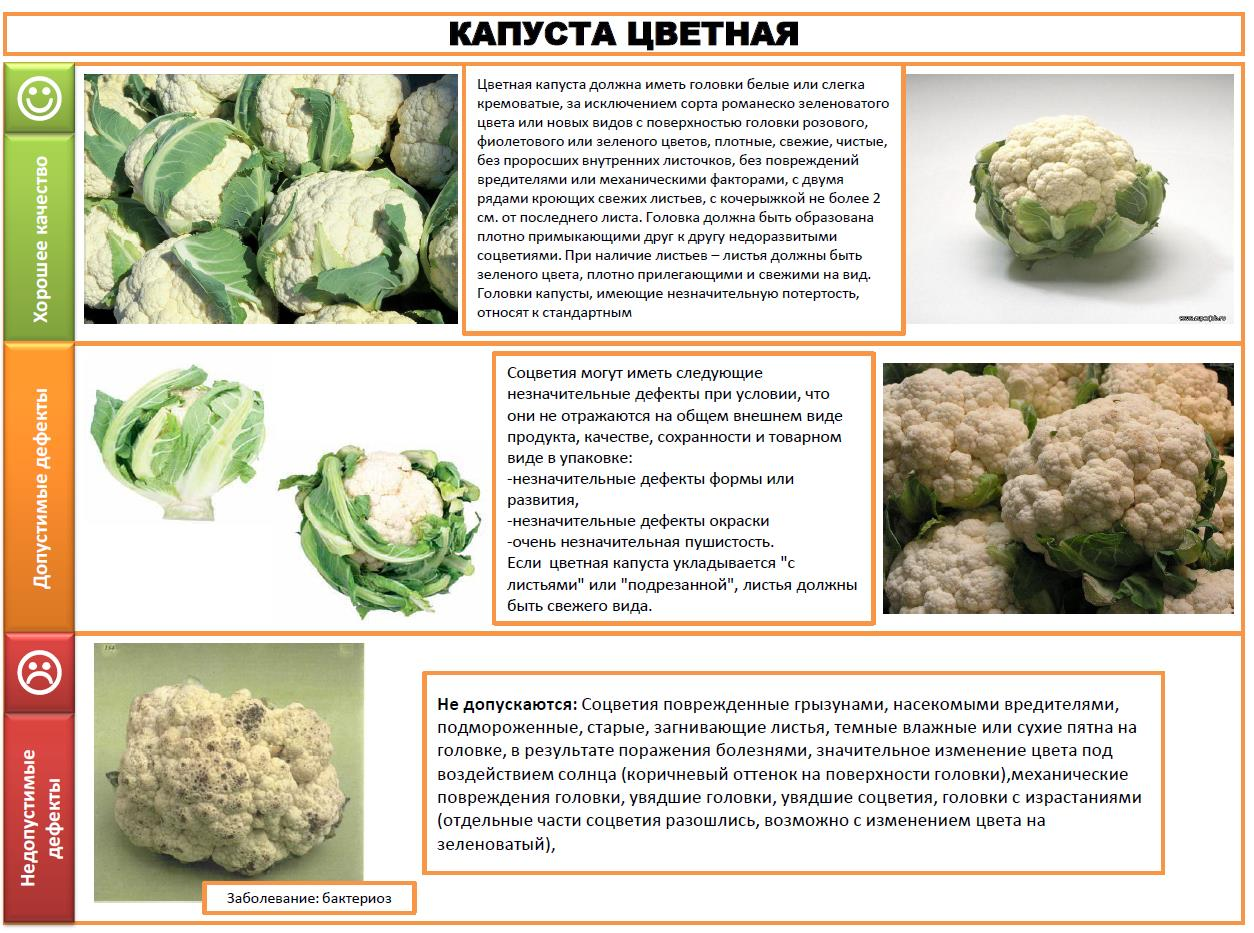 КАПУСТА ЦВЕТНАЯ
Хорошее качество
Цветная капуста должна иметь головки белые или слегка
кремоватые, за исключением сорта романеско зеленоватого
цвета или новых видов с поверхностью головки розового,
фиолетового или зеленого цветов, плотные, свежие, чистые,
без проросших внутренних листочков, без повреждений
вредителями или механическими факторами, с двумя
рядами кроющих свежих листьев, с кочерыжкой не более 2
см. от последнего листа. Головка должна быть образована
плотно примыкающими друг к другу недоразвитыми
соцветиями. При наличие листьев – листья должны быть
зеленого цвета, плотно прилегающими и свежими на вид.
Головки капусты, имеющие незначительную потертость,
относят к стандартным
Допустимые дефекты
Соцветия могут иметь следующие
незначительные дефекты при условии, что
они не отражаются на общем внешнем виде
продукта, качестве, сохранности и товарном
виде в упаковке:
-незначительные дефекты формы или
развития,
-незначительные дефекты окраски
-очень незначительная пушистость.
Если цветная капуста укладывается "с
листьями" или "подрезанной", листья должны
быть свежего вида.
Недопустимые
дефекты
Не допускаются: Соцветия поврежденные грызунами, насекомыми вредителями,
подмороженные, старые, загнивающие листья, темные влажные или сухие пятна на
головке, в результате поражения болезнями, значительное изменение цвета под
воздействием солнца (коричневый оттенок на поверхности головки),механические
повреждения головки, увядшие головки, увядшие соцветия, головки с израстаниями
(отдельные части соцветия разошлись, возможно с изменением цвета на
зеленоватый),
Заболевание: бактериоз